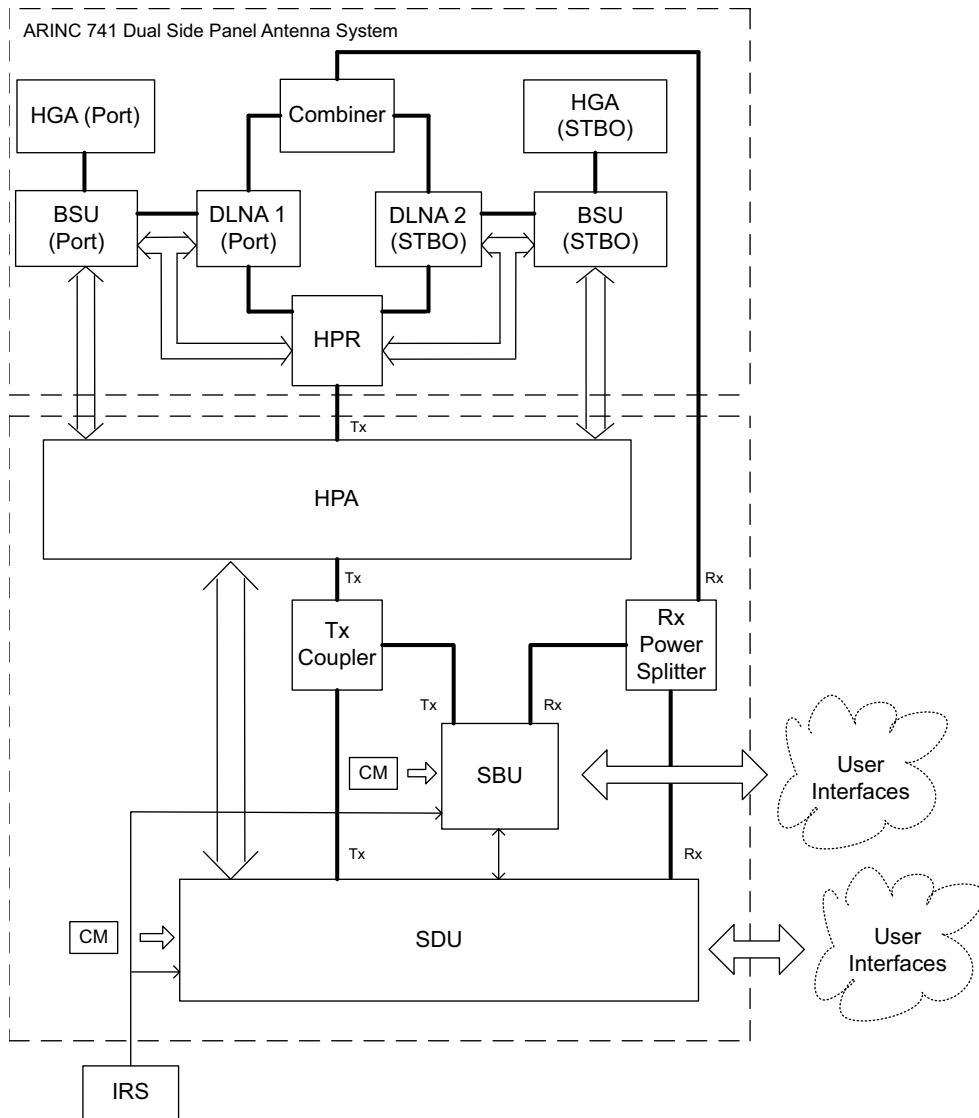 ARINC 741 Dual Side Panel Antenna System
HGA (Port)
Combiner
HGA
(STBO)
BSU
(Port)
DLNA 1
(Port)
DLNA 2
(STBO)
BSU
(STBO)
HPR
Tx
HPA
Tx
Rx
Tx
Coupler
Rx
Power
Splitter
Tx
Rx
CM
SBU
User
Interfaces
Tx
Rx
CM
SDU
User
Interfaces
IRS